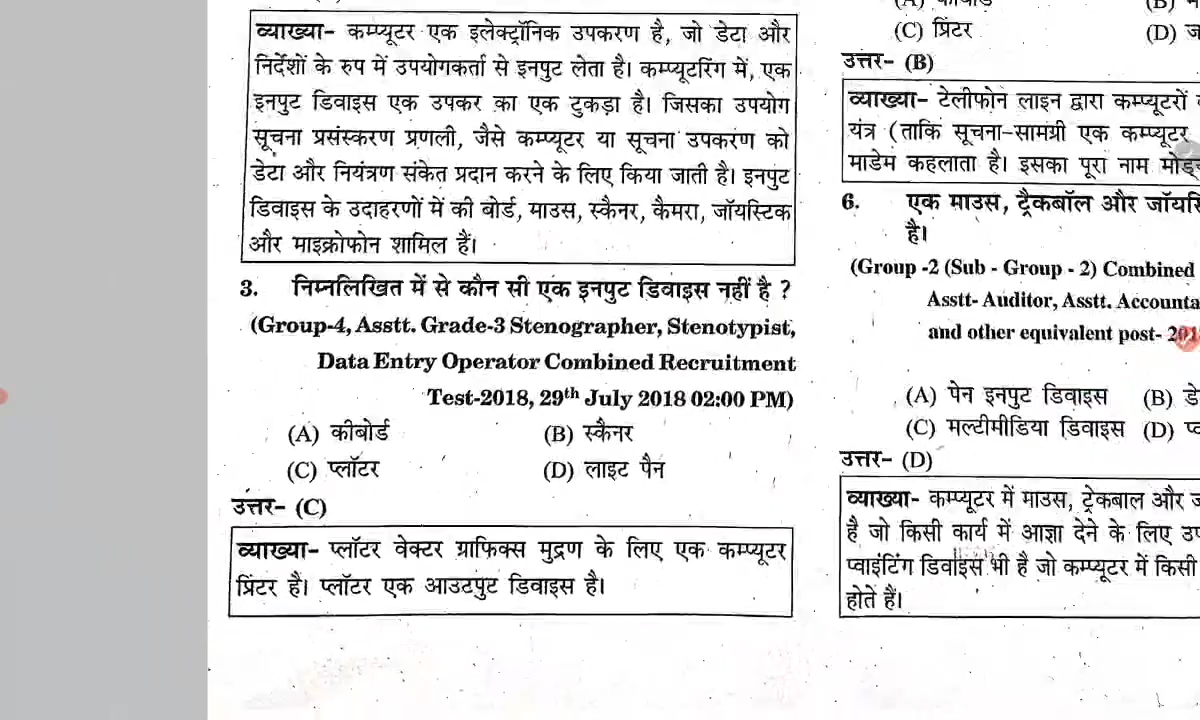 व्याख्या- कम्प्यूटर एक इलेक्ट्रॉनिक उपकरण है, जो डेटा और
निर्देशों के रुप में उपयोगकर्ता से इनपुट लेता है। कम्प्यूटरिंग में, एक
इनपुट डिवाइस एक उपकर का एक टुकड़ा है। जिसका उपयोग
सूचना प्रसंस्करण प्रणली, जैसे कम्प्यूटर या सूचना उपकरण को
डेटा और नियंत्रण संकेत प्रदान करने के लिए किया जाती है। इनपुट
डिवाइस के उदाहरणों में की बोर्ड, माउस, स्कैनर, कैमरा, जॉयस्टिक
और माइक्रोफोन शामिल हैं।
3. निम्नलिखित में से कौन सी एक इनपुट डिवाइस नहीं है ?
(Group-4, Asstt. Grade-3 Stenographer, Stenotypist,
Data Entry Operator Combined Recruitment
Test-2018, 29th July 2018 02:00 PM)
(A) कीबोर्ड (B) स्कैनर
(C) प्लॉटर (D) लाइट पैन
उत्तर- (C)
व्याख्या- प्लॉटर वेक्टर ग्राफिक्स मुद्रण के लिए एक कम्प्यूटर
प्रिंटर है। प्लॉटर एक आउटपुट डिवाइस है।
(C) प्रिंटर (D)
उत्तर- (B)
व्याख्या- टेलीफोन लाइन द्वारा कम्प्यूटरों
यंत्र (ताकि सूचना-सामग्री एक कम्प्यूटर
माडेम कहलाता है। इसका पूरा नाम
6. एक माउस, ट्रैकबॉल और
है।
(Group -2 (Sub - Group - 2) Combined
Asstt- Auditor, Asstt.
and other equivalent post-
(A) पेन इनपुट डिवाइस (B)
(C) मल्टीमीडिया डिवाइस (D)
उत्तर- (D)
व्याख्या- कम्प्यूटर में माउस, ट्रेकबाल और
है जो किसी कार्य में आज्ञा देने के लिए
प्वाइंटिंग डिवाइस भी है जो कम्प्यूटर में किसी
होते हैं।